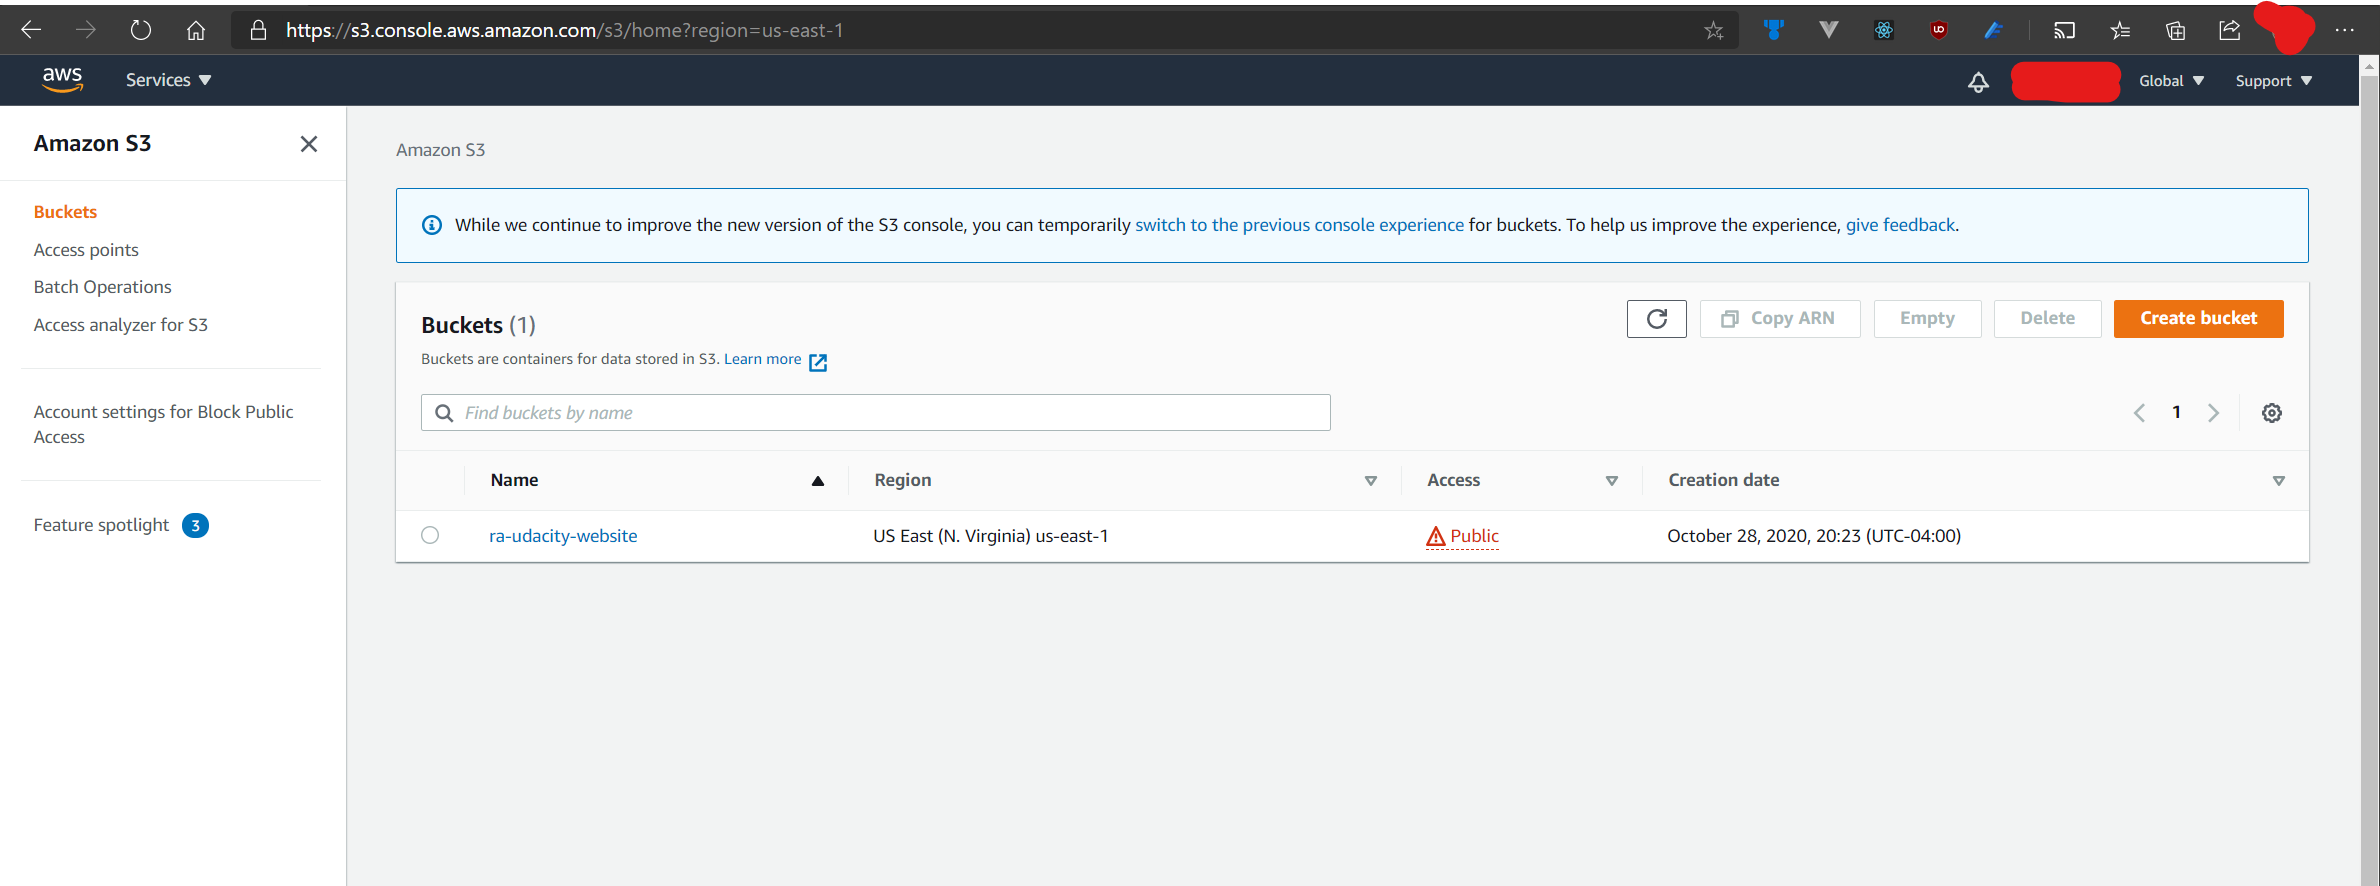 https://s3.console.aws.amazon.com/s3/home?region=us-east-1
aws
Services
Global
Support
Amazon S3
Buckets
Access points
Batch Operations
Access analyzer for S3
Account settings for Block Public
Access
Feature spotlight 3
Amazon S3
While we continue to improve the new version of the S3 console, you can temporarily switch to the previous console experience for buckets. To help us improve the experience, give feedback.
Buckets (1)
Buckets are containers for data stored in S3. Learn more
Copy ARN
Empty
Delete
Create bucket
Find buckets by name
1
Name Region Access Creation date
ra-udacity-website US East (N. Virginia) us-east-1 Public October 28, 2020, 20:23 (UTC-04:00)